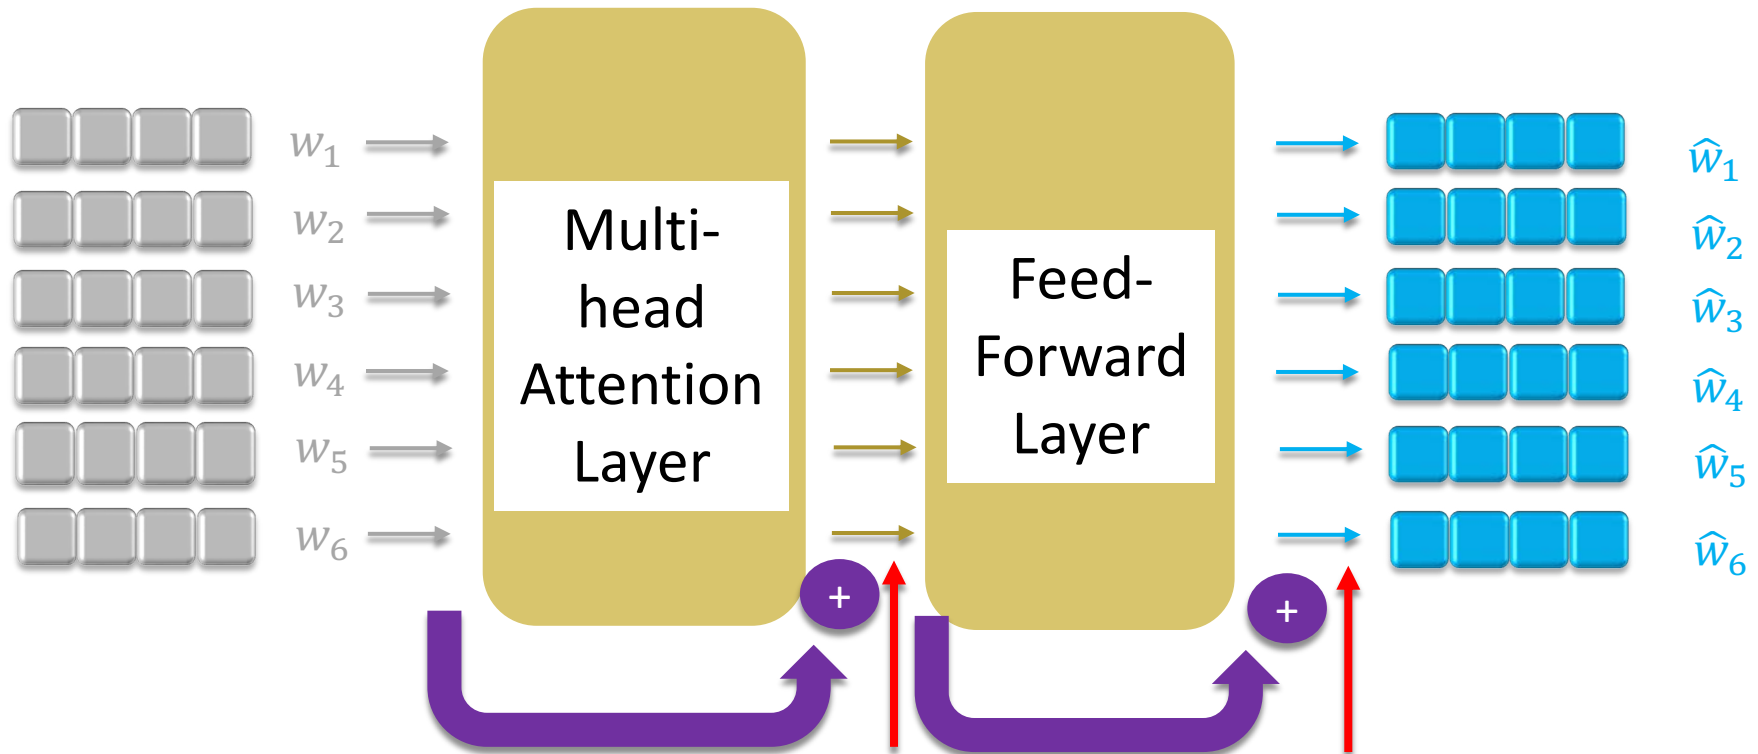 w₁
w₂
w₃
w₄
w₅
w₆
Multi-
head
Attention
Layer
+
Feed-
Forward
Layer
+
ŵ₁
ŵ₂
ŵ₃
ŵ₄
ŵ₅
ŵ₆